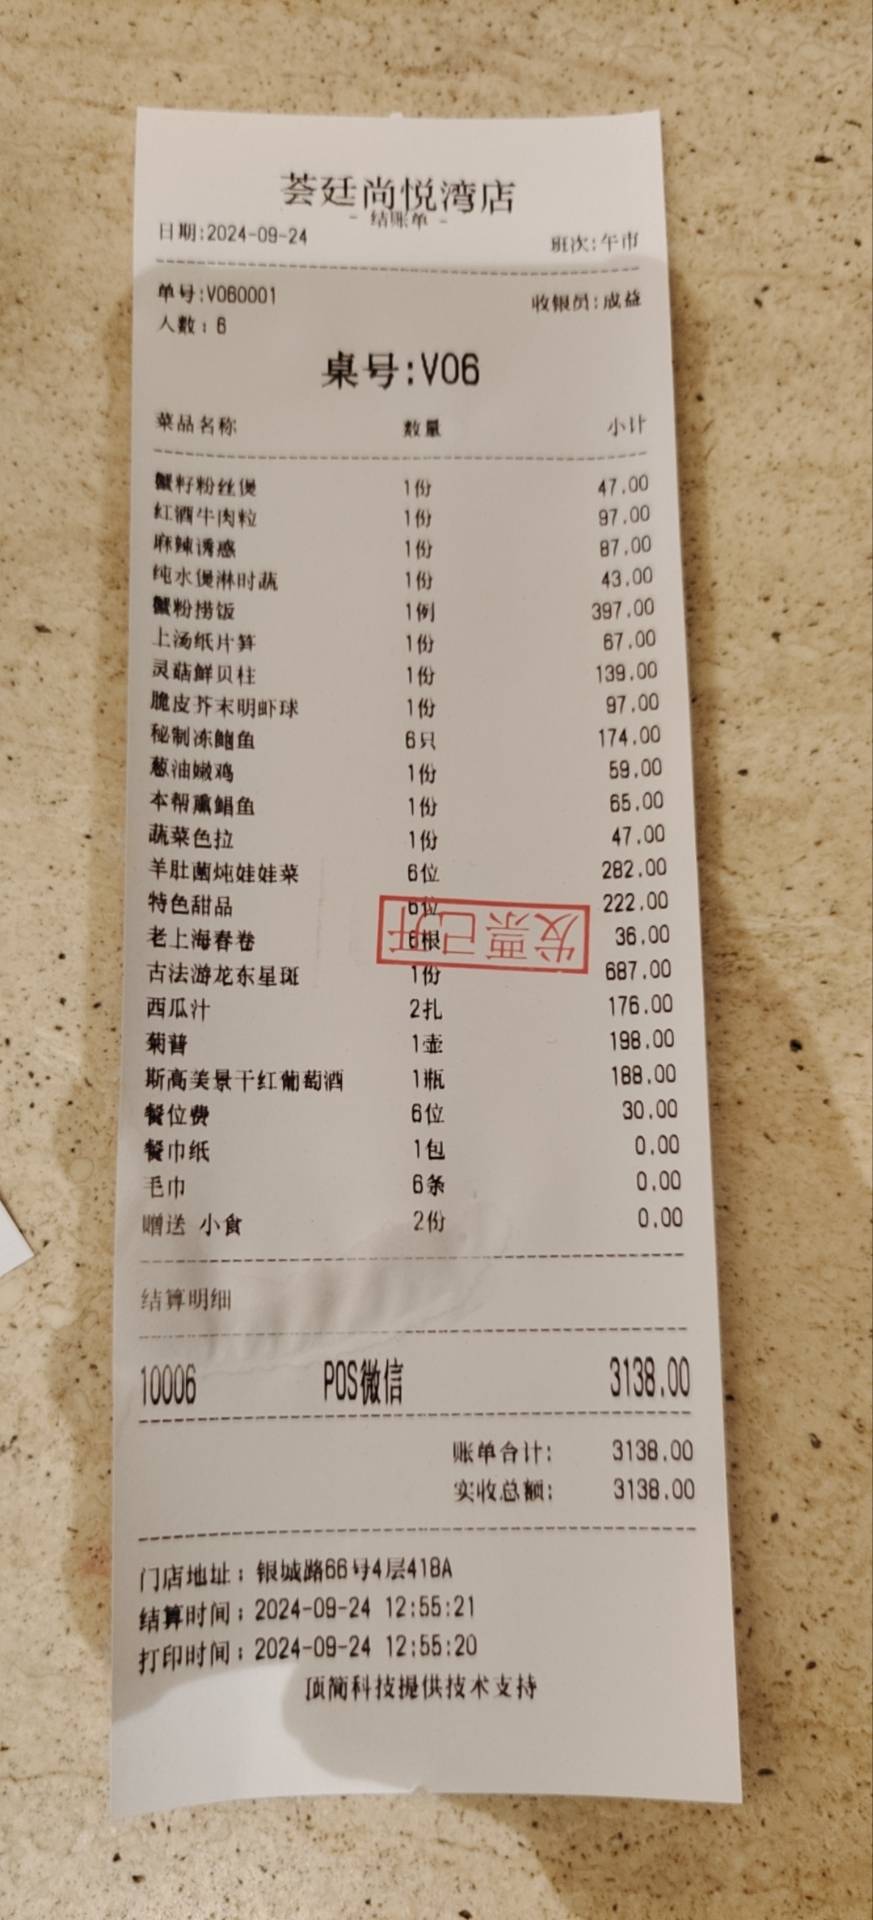 荟廷尚悦湾店
- 结账单 -
日期:2024-09-24 班次:午市
单号:V060001 收银员:成益
人数:6
桌号:V06
菜品名称 数量 小计
蟹籽粉丝煲 1份 47.00
红酒牛肉粒 1份 97.00
麻辣诱惑 1份 87.00
纯水煲淋时蔬 1份 43.00
蟹粉捞饭 1例 397.00
上汤纸片笋 1份 67.00
灵菇鲜贝柱 1份 139.00
脆皮芥末明虾球 1份 97.00
秘制冻鲍鱼 6只 174.00
葱油嫩鸡 1份 59.00
本帮熏鲳鱼 1份 65.00
蔬菜色拉 1份 47.00
羊肚菌炖娃娃菜 6位 282.00
特色甜品 6位 222.00
发票已开
老上海春卷 6根 36.00
古法游龙东星斑 1份 687.00
西瓜汁 2扎 176.00
菊普 1壶 198.00
斯高美景干红葡萄酒 1瓶 188.00
餐位费 6位 30.00
餐巾纸 1包 0.00
毛巾 6条 0.00
赠送 小食 2份 0.00
结算明细
10006 POS微信 3138.00
账单合计: 3138.00
实收总额: 3138.00
门店地址:银城路66号4层418A
结算时间:2024-09-24 12:55:21
打印时间:2024-09-24 12:55:20
顶简科技提供技术支持